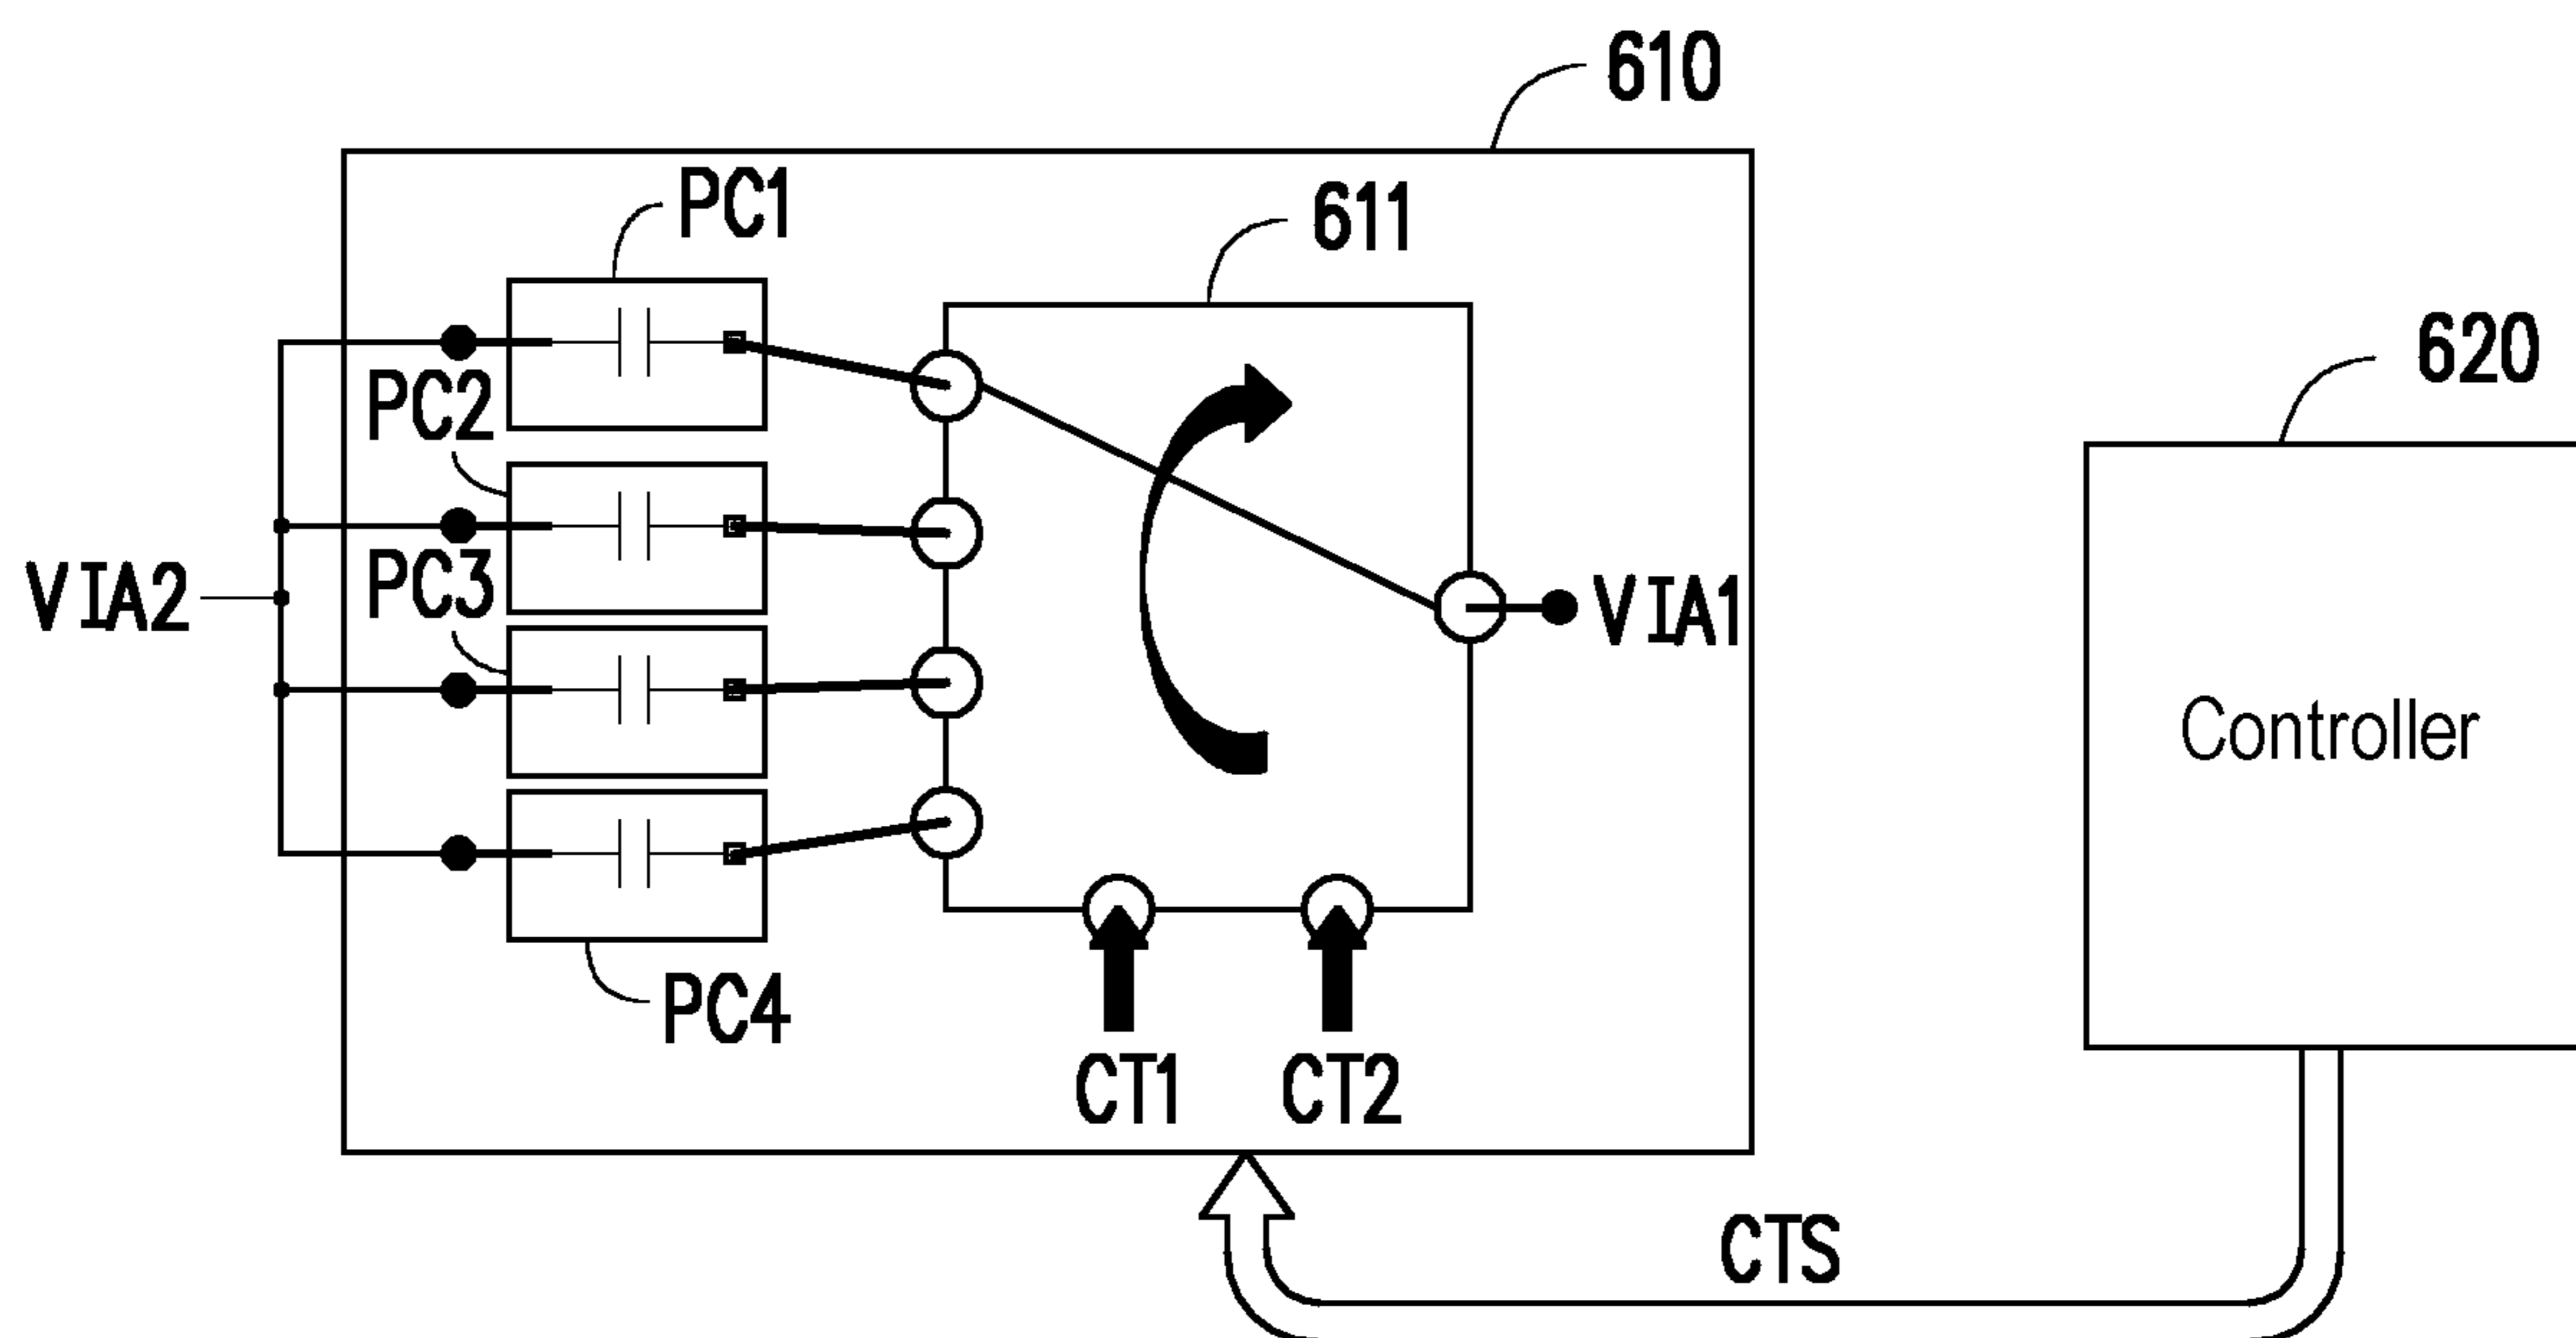 610
PC1
611
PC2
620
PC3
VIA2
VIA1
Controller
PC4
CT1
CT2
CTS